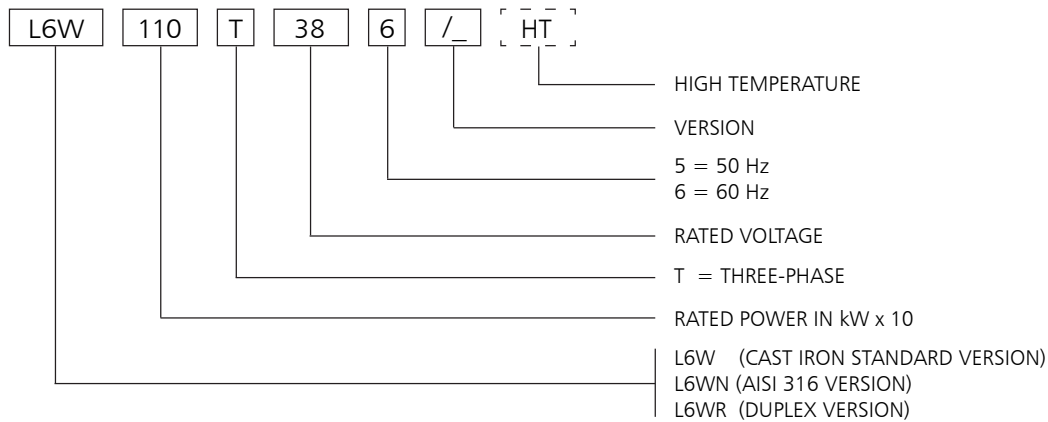 L6W 110 T 38 6 /_ HT
HIGH TEMPERATURE
VERSION
5 = 50 Hz
6 = 60 Hz
RATED VOLTAGE
T = THREE-PHASE
RATED POWER IN kW x 10
L6W (CAST IRON STANDARD VERSION)
L6WN (AISI 316 VERSION)
L6WR (DUPLEX VERSION)